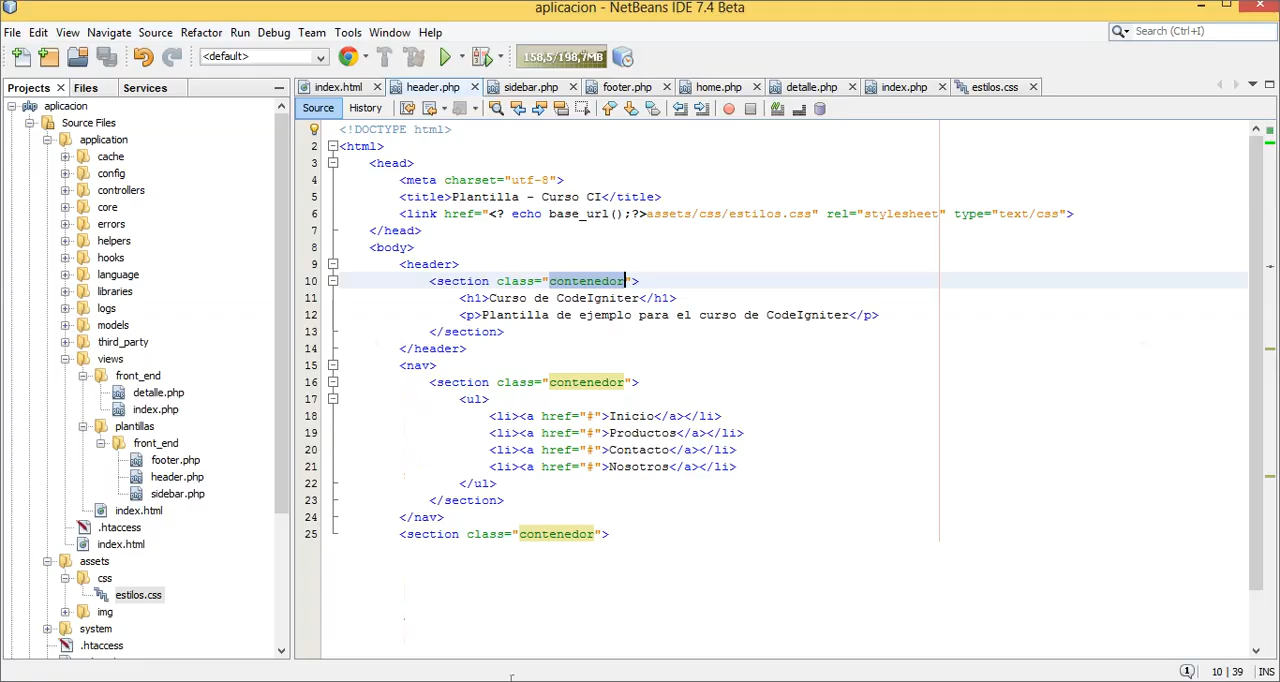 aplicacion - NetBeans IDE 7.4 Beta
File Edit View Navigate Source Refactor Run Debug Team Tools Window Help
Search (Ctrl+I)
<default>
158,5/198,7MB
Projects Files Services
index.html header.php sidebar.php footer.php home.php detalle.php index.php estilos.css
Source History
aplicacion
Source Files
application
cache
config
controllers
core
errors
helpers
hooks
language
libraries
logs
models
third_party
views
front_end
detalle.php
index.php
plantillas
front_end
footer.php
header.php
sidebar.php
index.html
.htaccess
index.html
assets
css
estilos.css
img
system
.htaccess
<!DOCTYPE html>
2 <html>
3 <head>
4 <meta charset="utf-8">
5 <title>Plantilla - Curso CI</title>
6 <link href="<? echo base_url();?>assets/css/estilos.css" rel="stylesheet" type="text/css">
7 </head>
8 <body>
9 <header>
10 <section class="contenedor">
11 <h1>Curso de CodeIgniter</h1>
12 <p>Plantilla de ejemplo para el curso de CodeIgniter</p>
13 </section>
14 </header>
15 <nav>
16 <section class="contenedor">
17 <ul>
18 <li><a href="#">Inicio</a></li>
19 <li><a href="#">Productos</a></li>
20 <li><a href="#">Contacto</a></li>
21 <li><a href="#">Nosotros</a></li>
22 </ul>
23 </section>
24 </nav>
25 <section class="contenedor">
10 | 39 INS